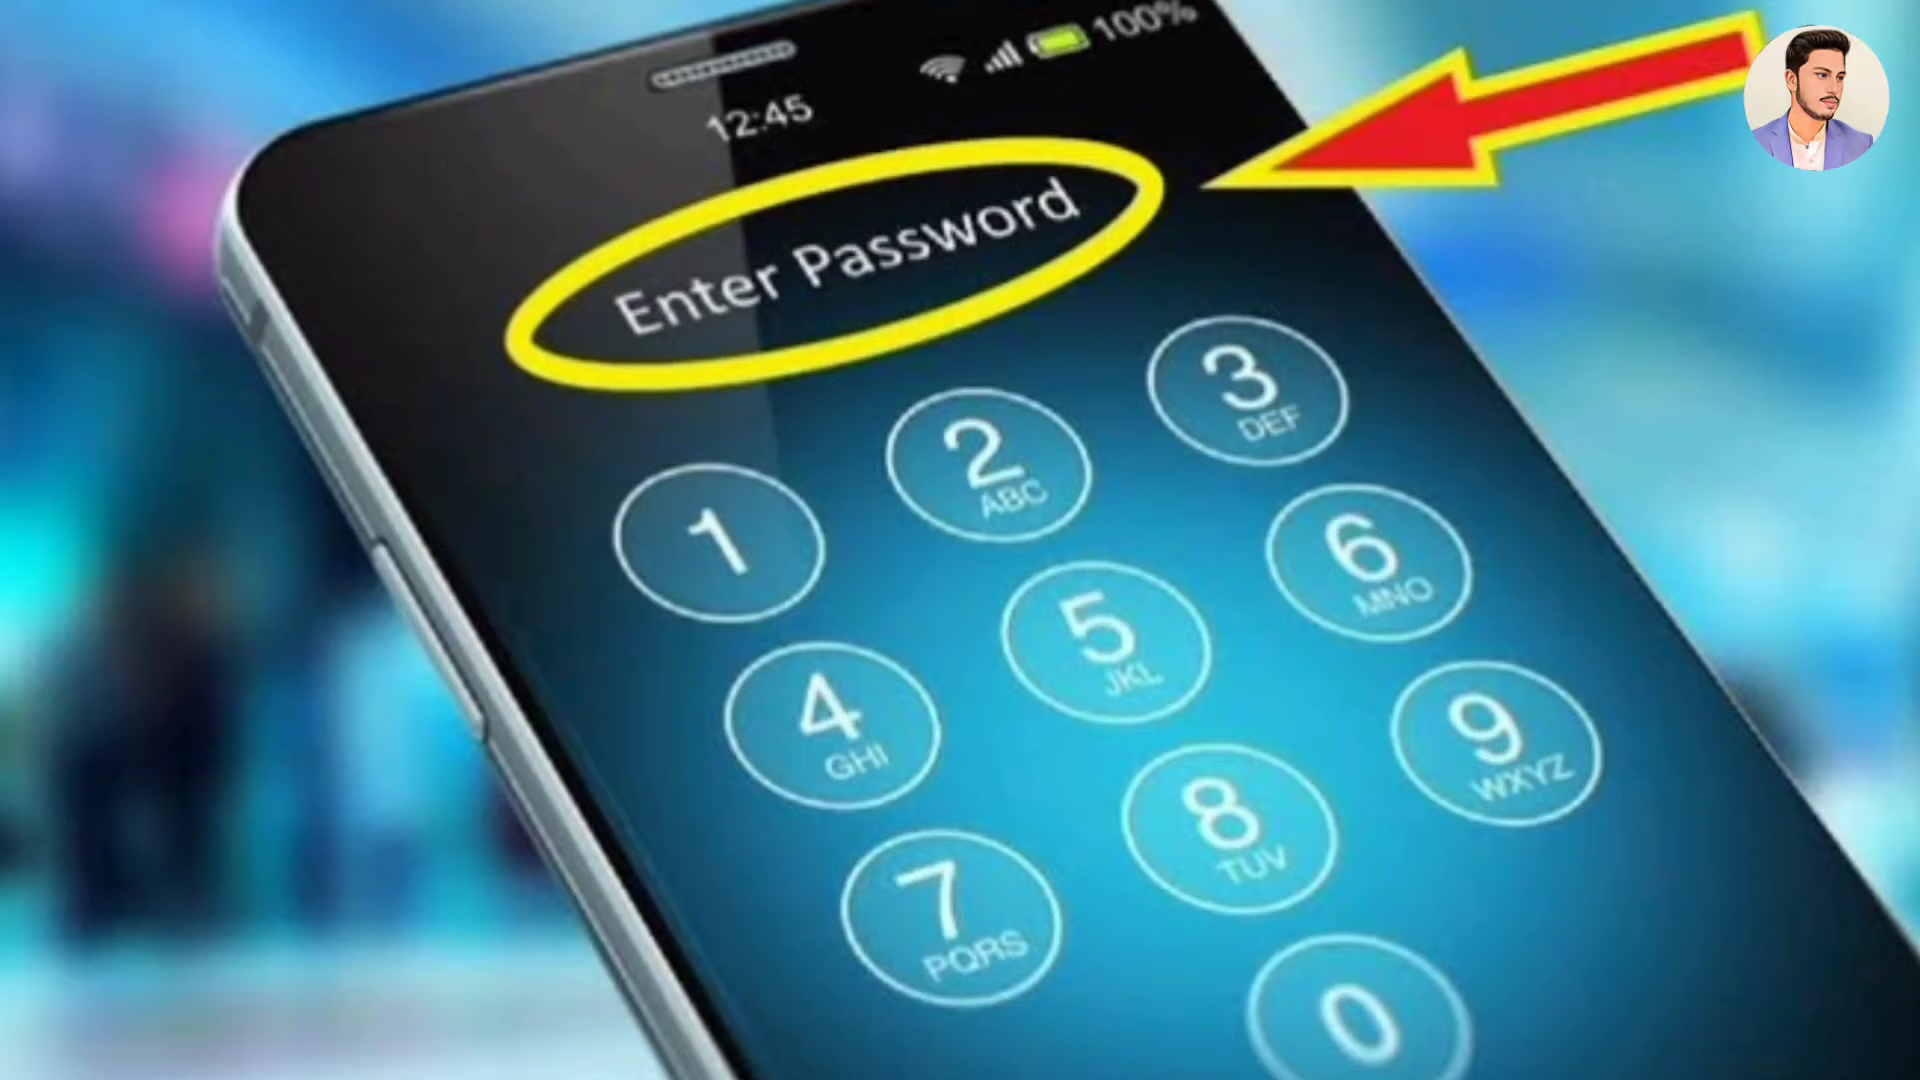 100%
12:45
Enter Password
1
2
ABC
3
DEF
4
GHI
5
JKL
6
MNO
7
PQRS
8
TUV
9
WXYZ
0